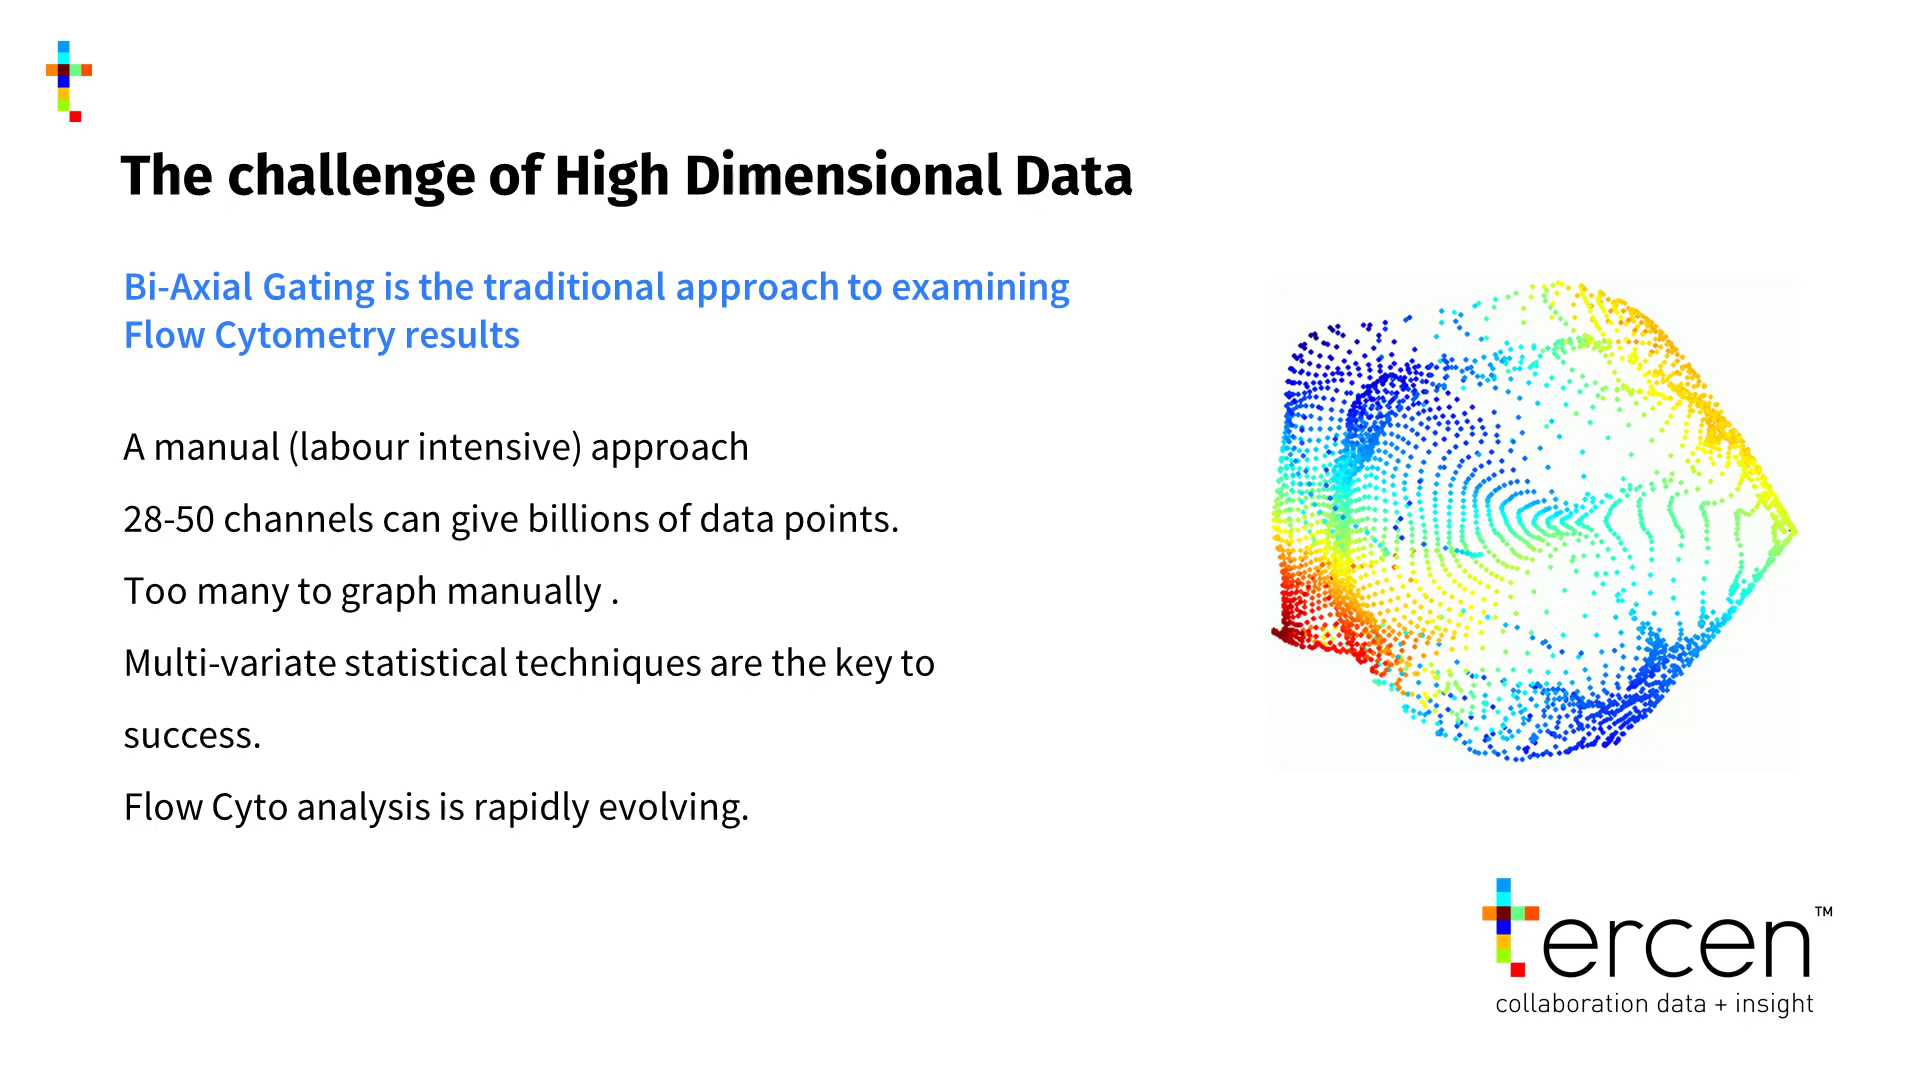 The challenge of High Dimensional Data
Bi-Axial Gating is the traditional approach to examining
Flow Cytometry results
A manual (labour intensive) approach
28-50 channels can give billions of data points.
Too many to graph manually .
Multi-variate statistical techniques are the key to
success.
Flow Cyto analysis is rapidly evolving.
tercen™
collaboration data + insight